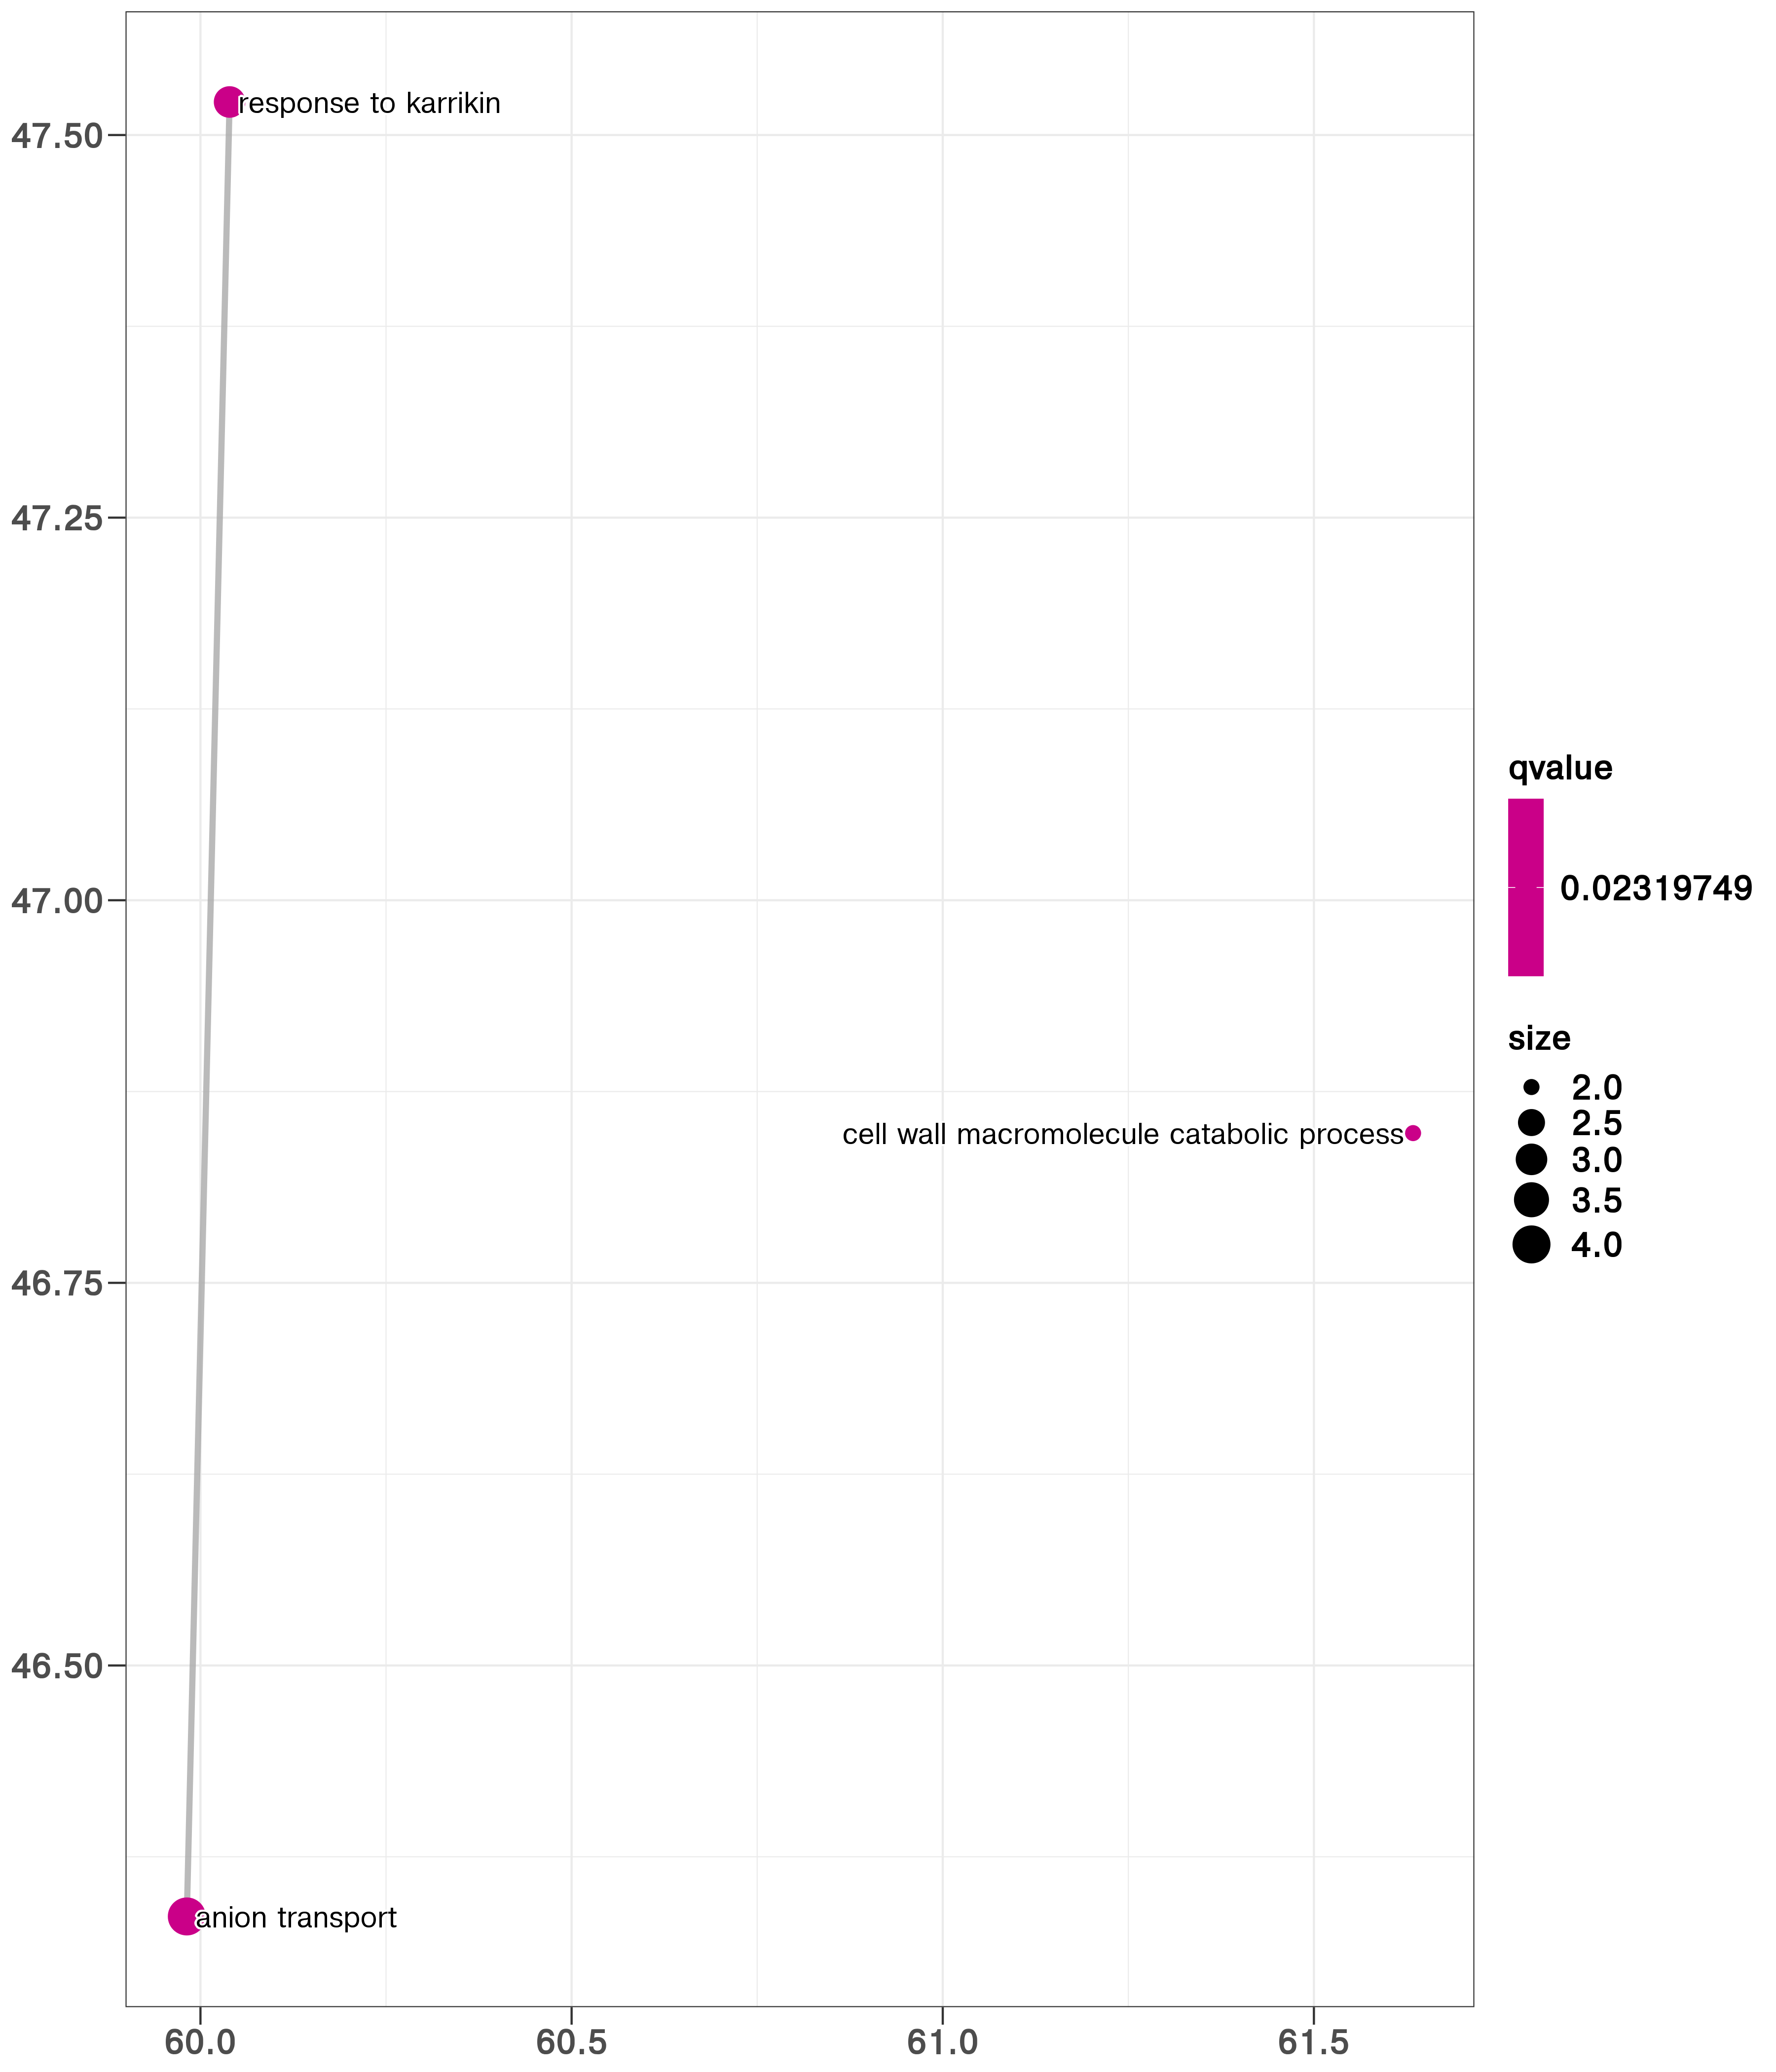 response to karrikin
47.50
47.25
47.00
46.75
46.50
cell wall macromolecule catabolic process
anion transport
60.0 60.5 61.0 61.5
qvalue
0.02319749
size
2.0
2.5
3.0
3.5
4.0